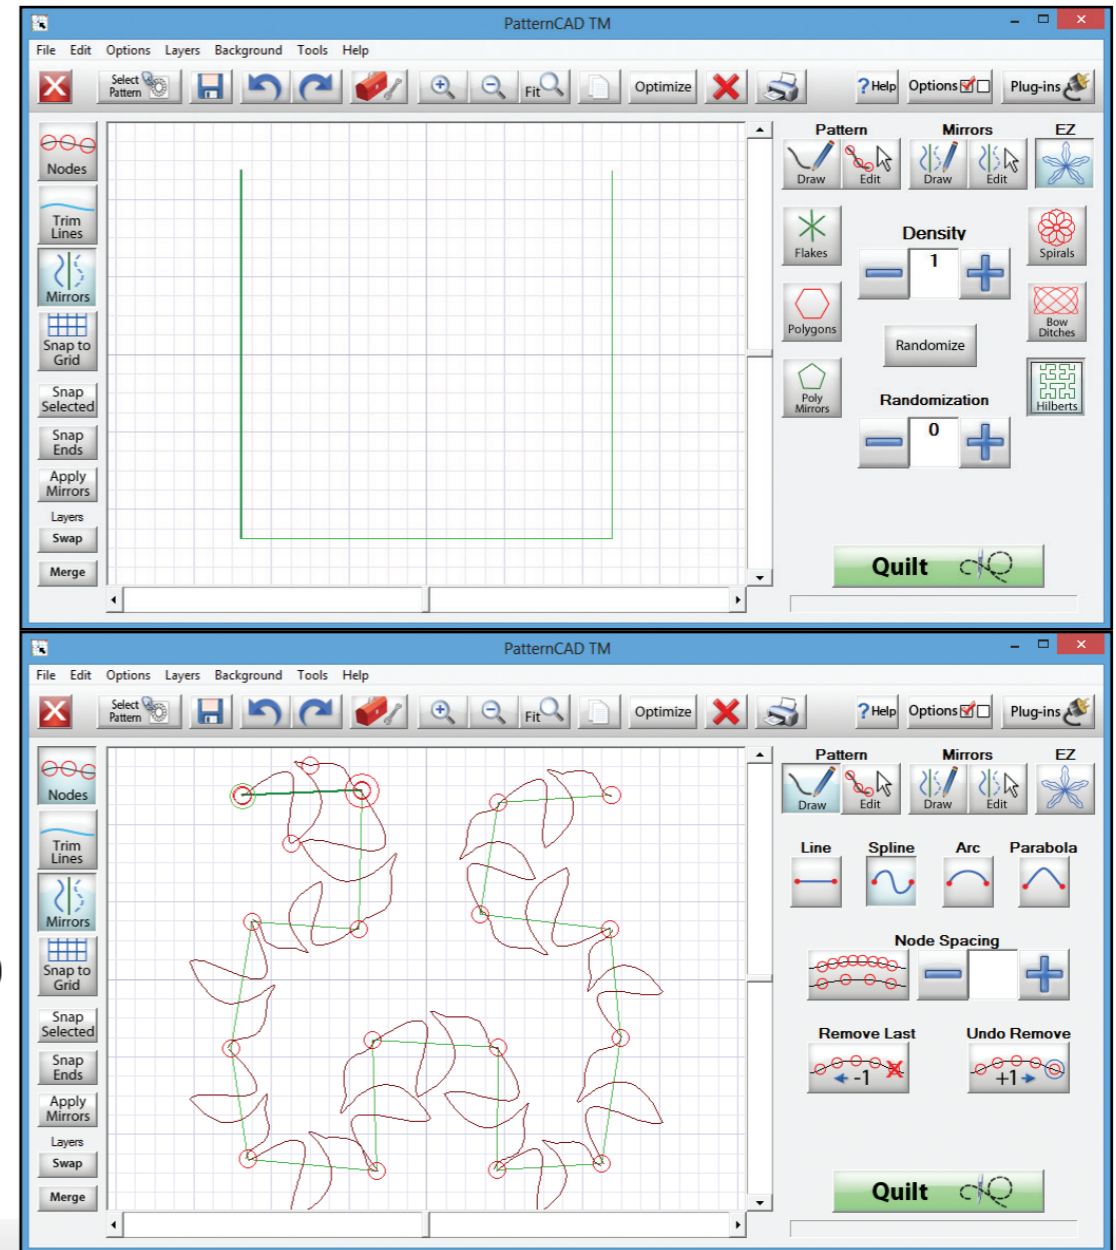 PatternCAD TM
File Edit Options Layers Background Tools Help
Select
Pattern
Fit
Optimize
? Help
Options
Plug-ins
Nodes
Trim
Lines
Mirrors
Snap to
Grid
Snap
Selected
Snap
Ends
Apply
Mirrors
Layers
Swap
Merge
Pattern Mirrors EZ
Draw Edit Draw Edit
Flakes
Density
1
Spirals
Polygons
Randomize
Bow
Ditches
Poly
Mirrors
Randomization
0
Hilberts
Quilt
PatternCAD TM
File Edit Options Layers Background Tools Help
Select
Pattern
Fit
Optimize
? Help
Options
Plug-ins
Nodes
Trim
Lines
Mirrors
Snap to
Grid
Snap
Selected
Snap
Ends
Apply
Mirrors
Layers
Swap
Merge
Pattern Mirrors EZ
Draw Edit Draw Edit
Line Spline Arc Parabola
Node Spacing
Remove Last Undo Remove
-1 +1
Quilt